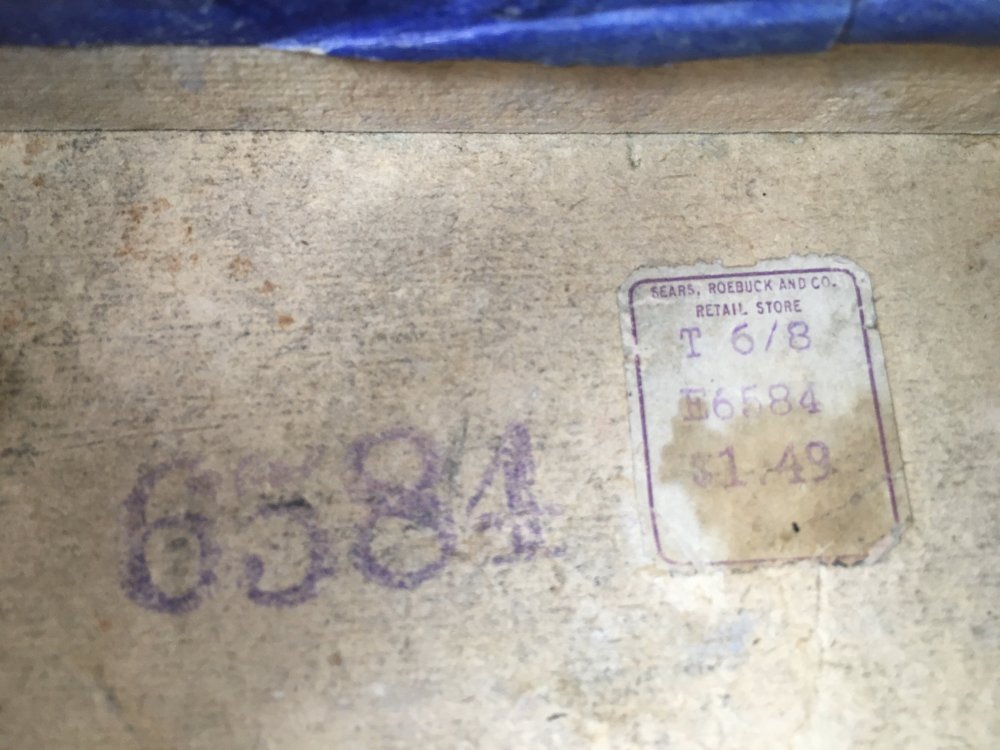 SEARS, ROEBUCK AND CO.
RETAIL STORE
T 6/8
E6584
$1.49
6584